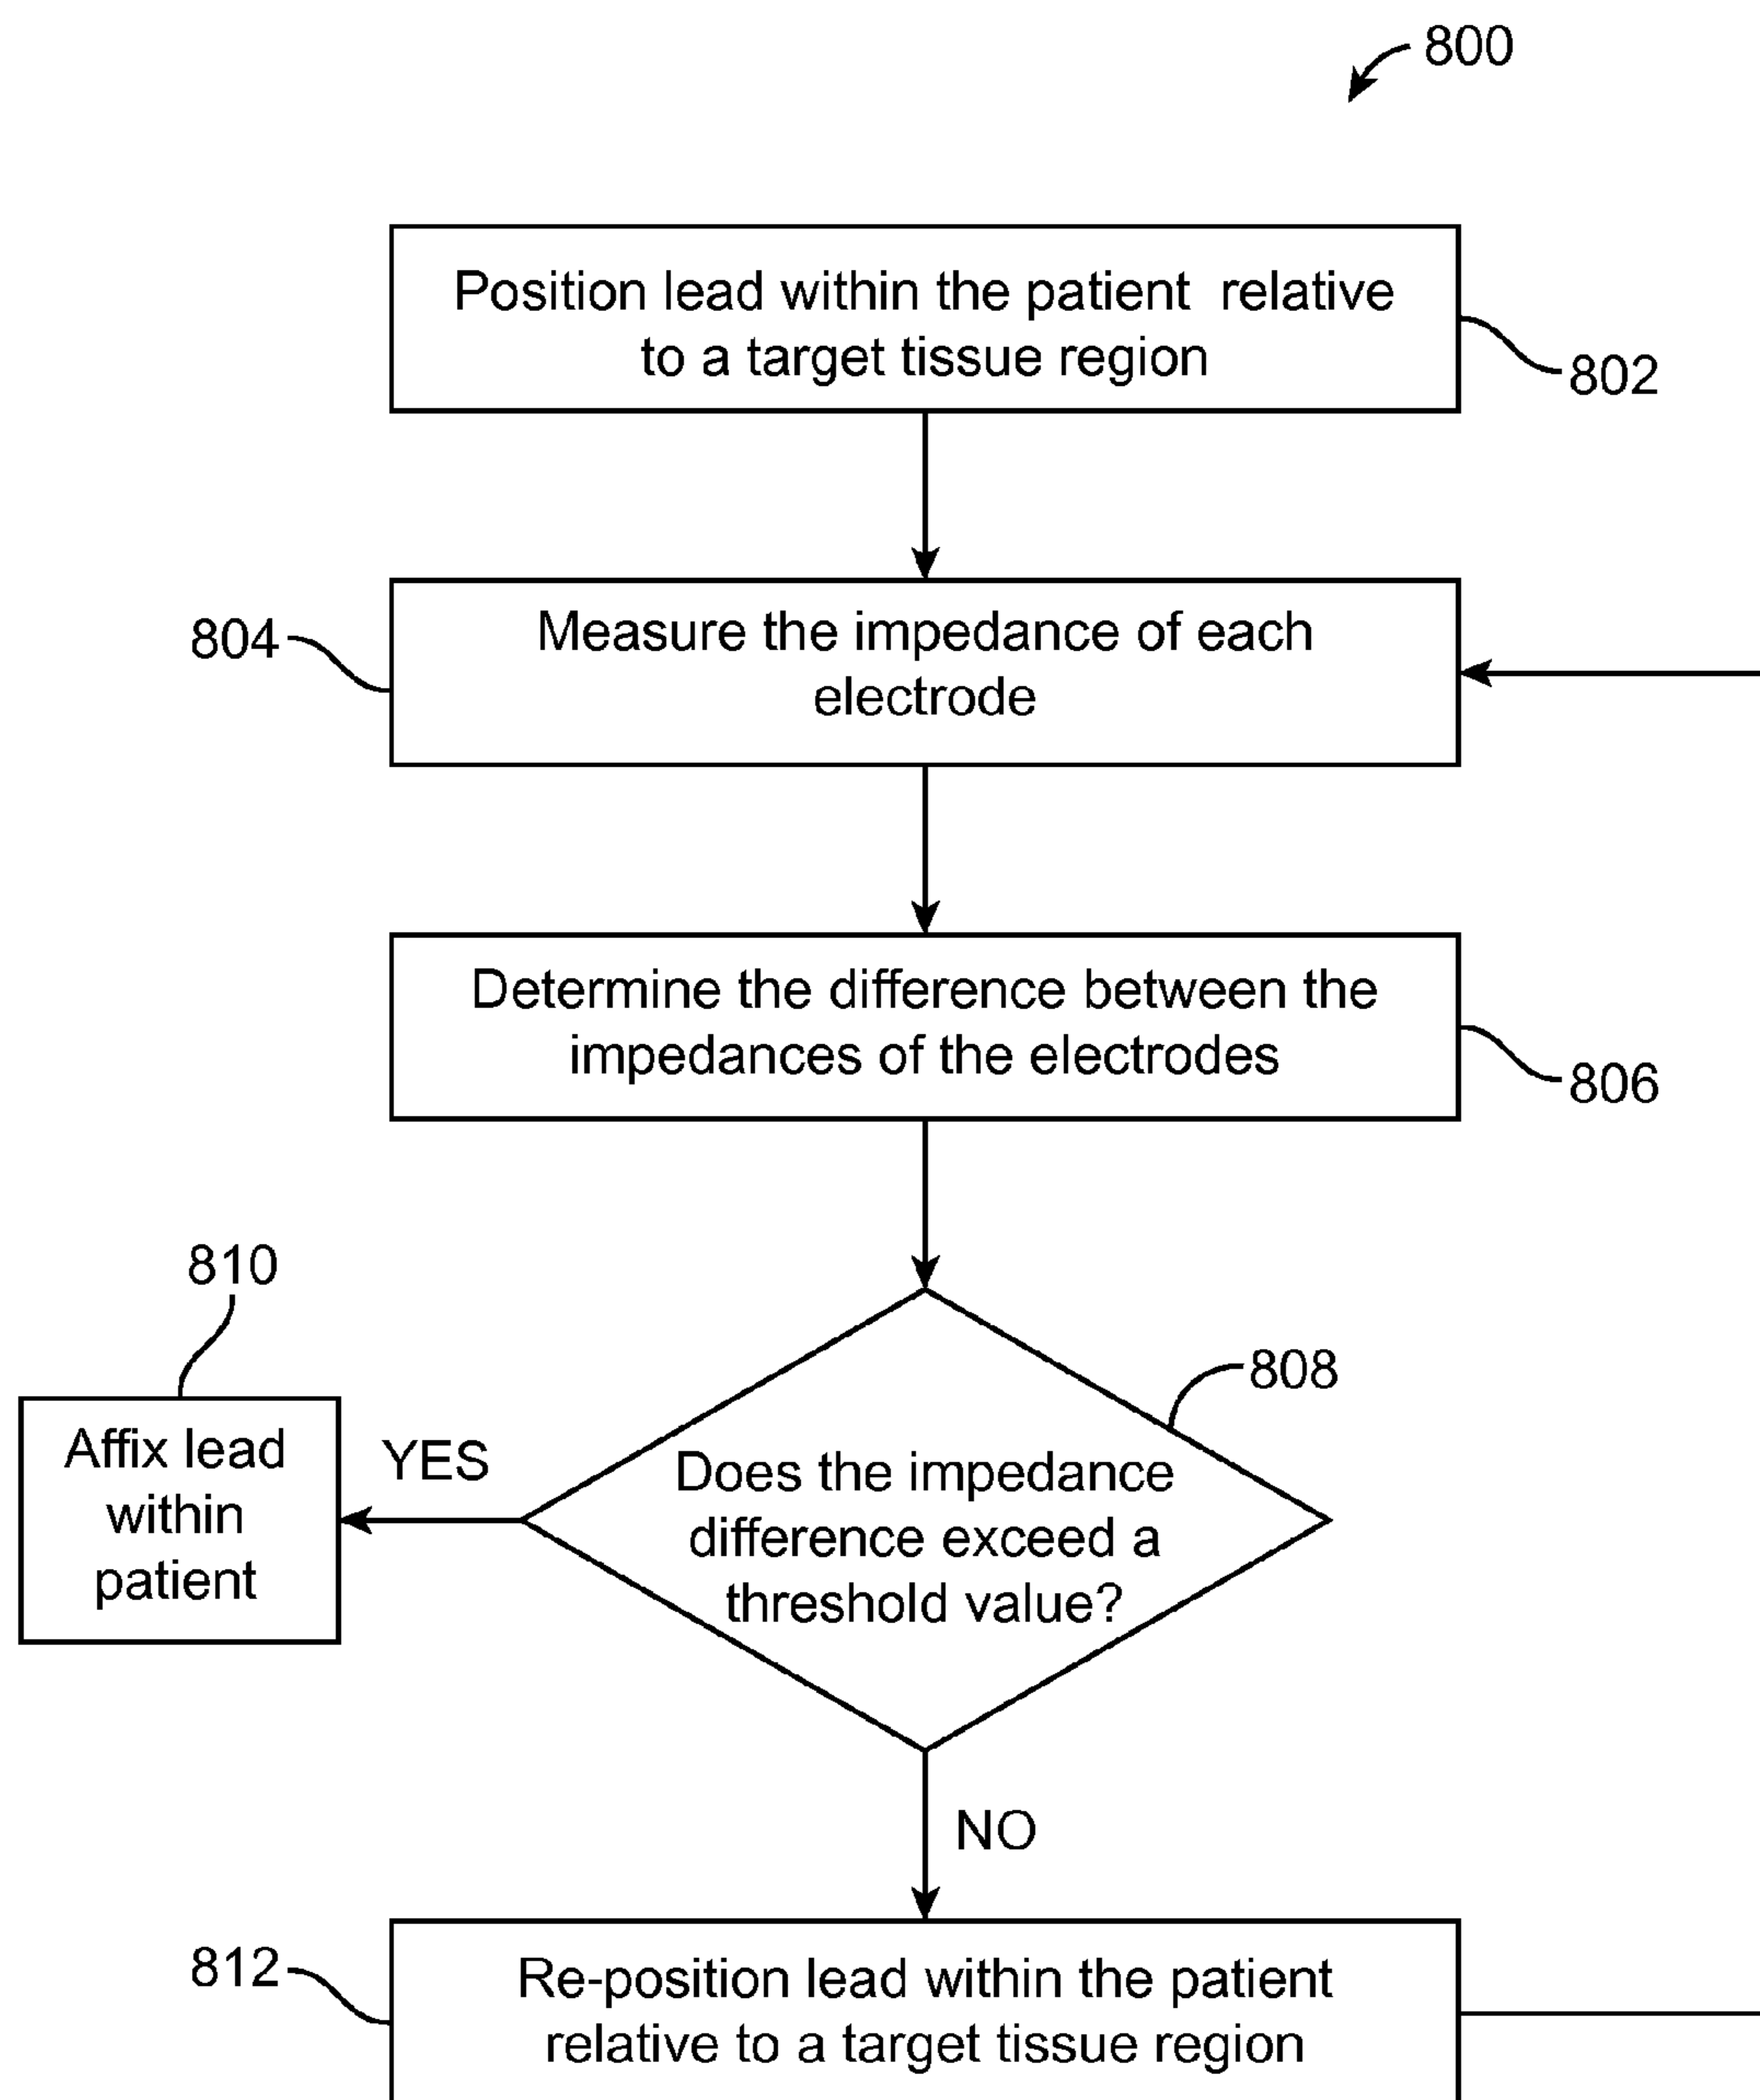 800
Position lead within the patient relative
to a target tissue region
802
804
Measure the impedance of each
electrode
Determine the difference between the
impedances of the electrodes
806
810
808
Affix lead
within
patient
YES
Does the impedance
difference exceed a
threshold value?
NO
812
Re-position lead within the patient
relative to a target tissue region